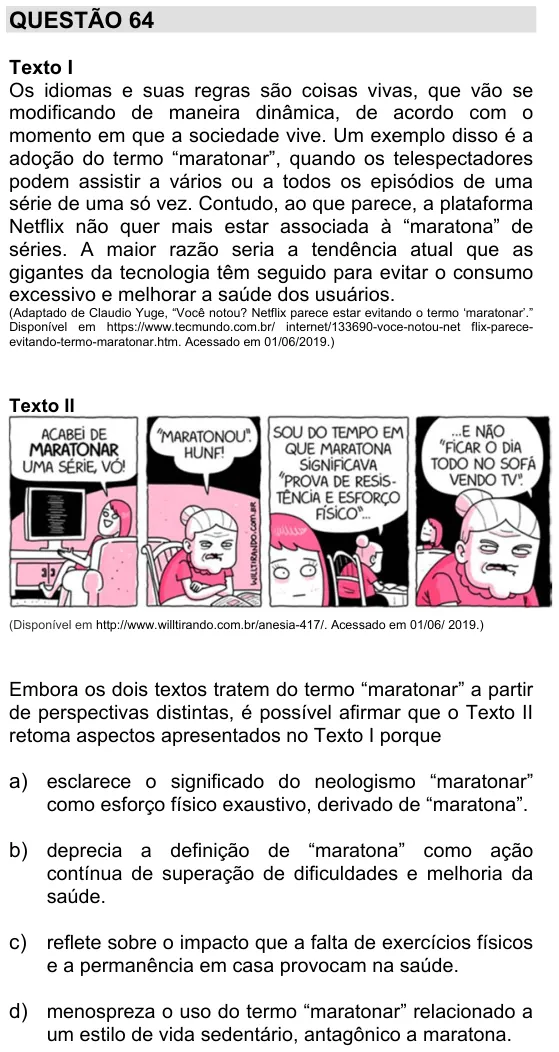 QUESTÃO 64
Texto I
Os idiomas e suas regras são coisas vivas, que vão se
modificando de maneira dinâmica, de acordo com o
momento em que a sociedade vive. Um exemplo disso é a
adoção do termo “maratonar”, quando os telespectadores
podem assistir a vários ou a todos os episódios de uma
série de uma só vez. Contudo, ao que parece, a plataforma
Netflix não quer mais estar associada à “maratona” de
séries. A maior razão seria a tendência atual que as
gigantes da tecnologia têm seguido para evitar o consumo
excessivo e melhorar a saúde dos usuários.
(Adaptado de Claudio Yuge, “Você notou? Netflix parece estar evitando o termo ‘maratonar’.”
Disponível em https://www.tecmundo.com.br/ internet/133690-voce-notou-net flix-parece-
evitando-termo-maratonar.htm. Acessado em 01/06/2019.)
Texto II
ACABEI DE
MARATONAR
UMA SÉRIE, VÓ!
"MARATONOU".
HUNF!
WILLTIRANDO.COM.BR
SOU DO TEMPO EM
QUE MARATONA
SIGNIFICAVA
"PROVA DE RESIS-
TÊNCIA E ESFORÇO
FÍSICO"...
...E NÃO
"FICAR O DIA
TODO NO SOFÁ
VENDO TV".
(Disponível em http://www.willtirando.com.br/anesia-417/. Acessado em 01/06/ 2019.)
Embora os dois textos tratem do termo “maratonar” a partir
de perspectivas distintas, é possível afirmar que o Texto II
retoma aspectos apresentados no Texto I porque
a) esclarece o significado do neologismo “maratonar”
como esforço físico exaustivo, derivado de “maratona”.
b) deprecia a definição de “maratona” como ação
contínua de superação de dificuldades e melhoria da
saúde.
c) reflete sobre o impacto que a falta de exercícios físicos
e a permanência em casa provocam na saúde.
d) menospreza o uso do termo “maratonar” relacionado a
um estilo de vida sedentário, antagônico a maratona.